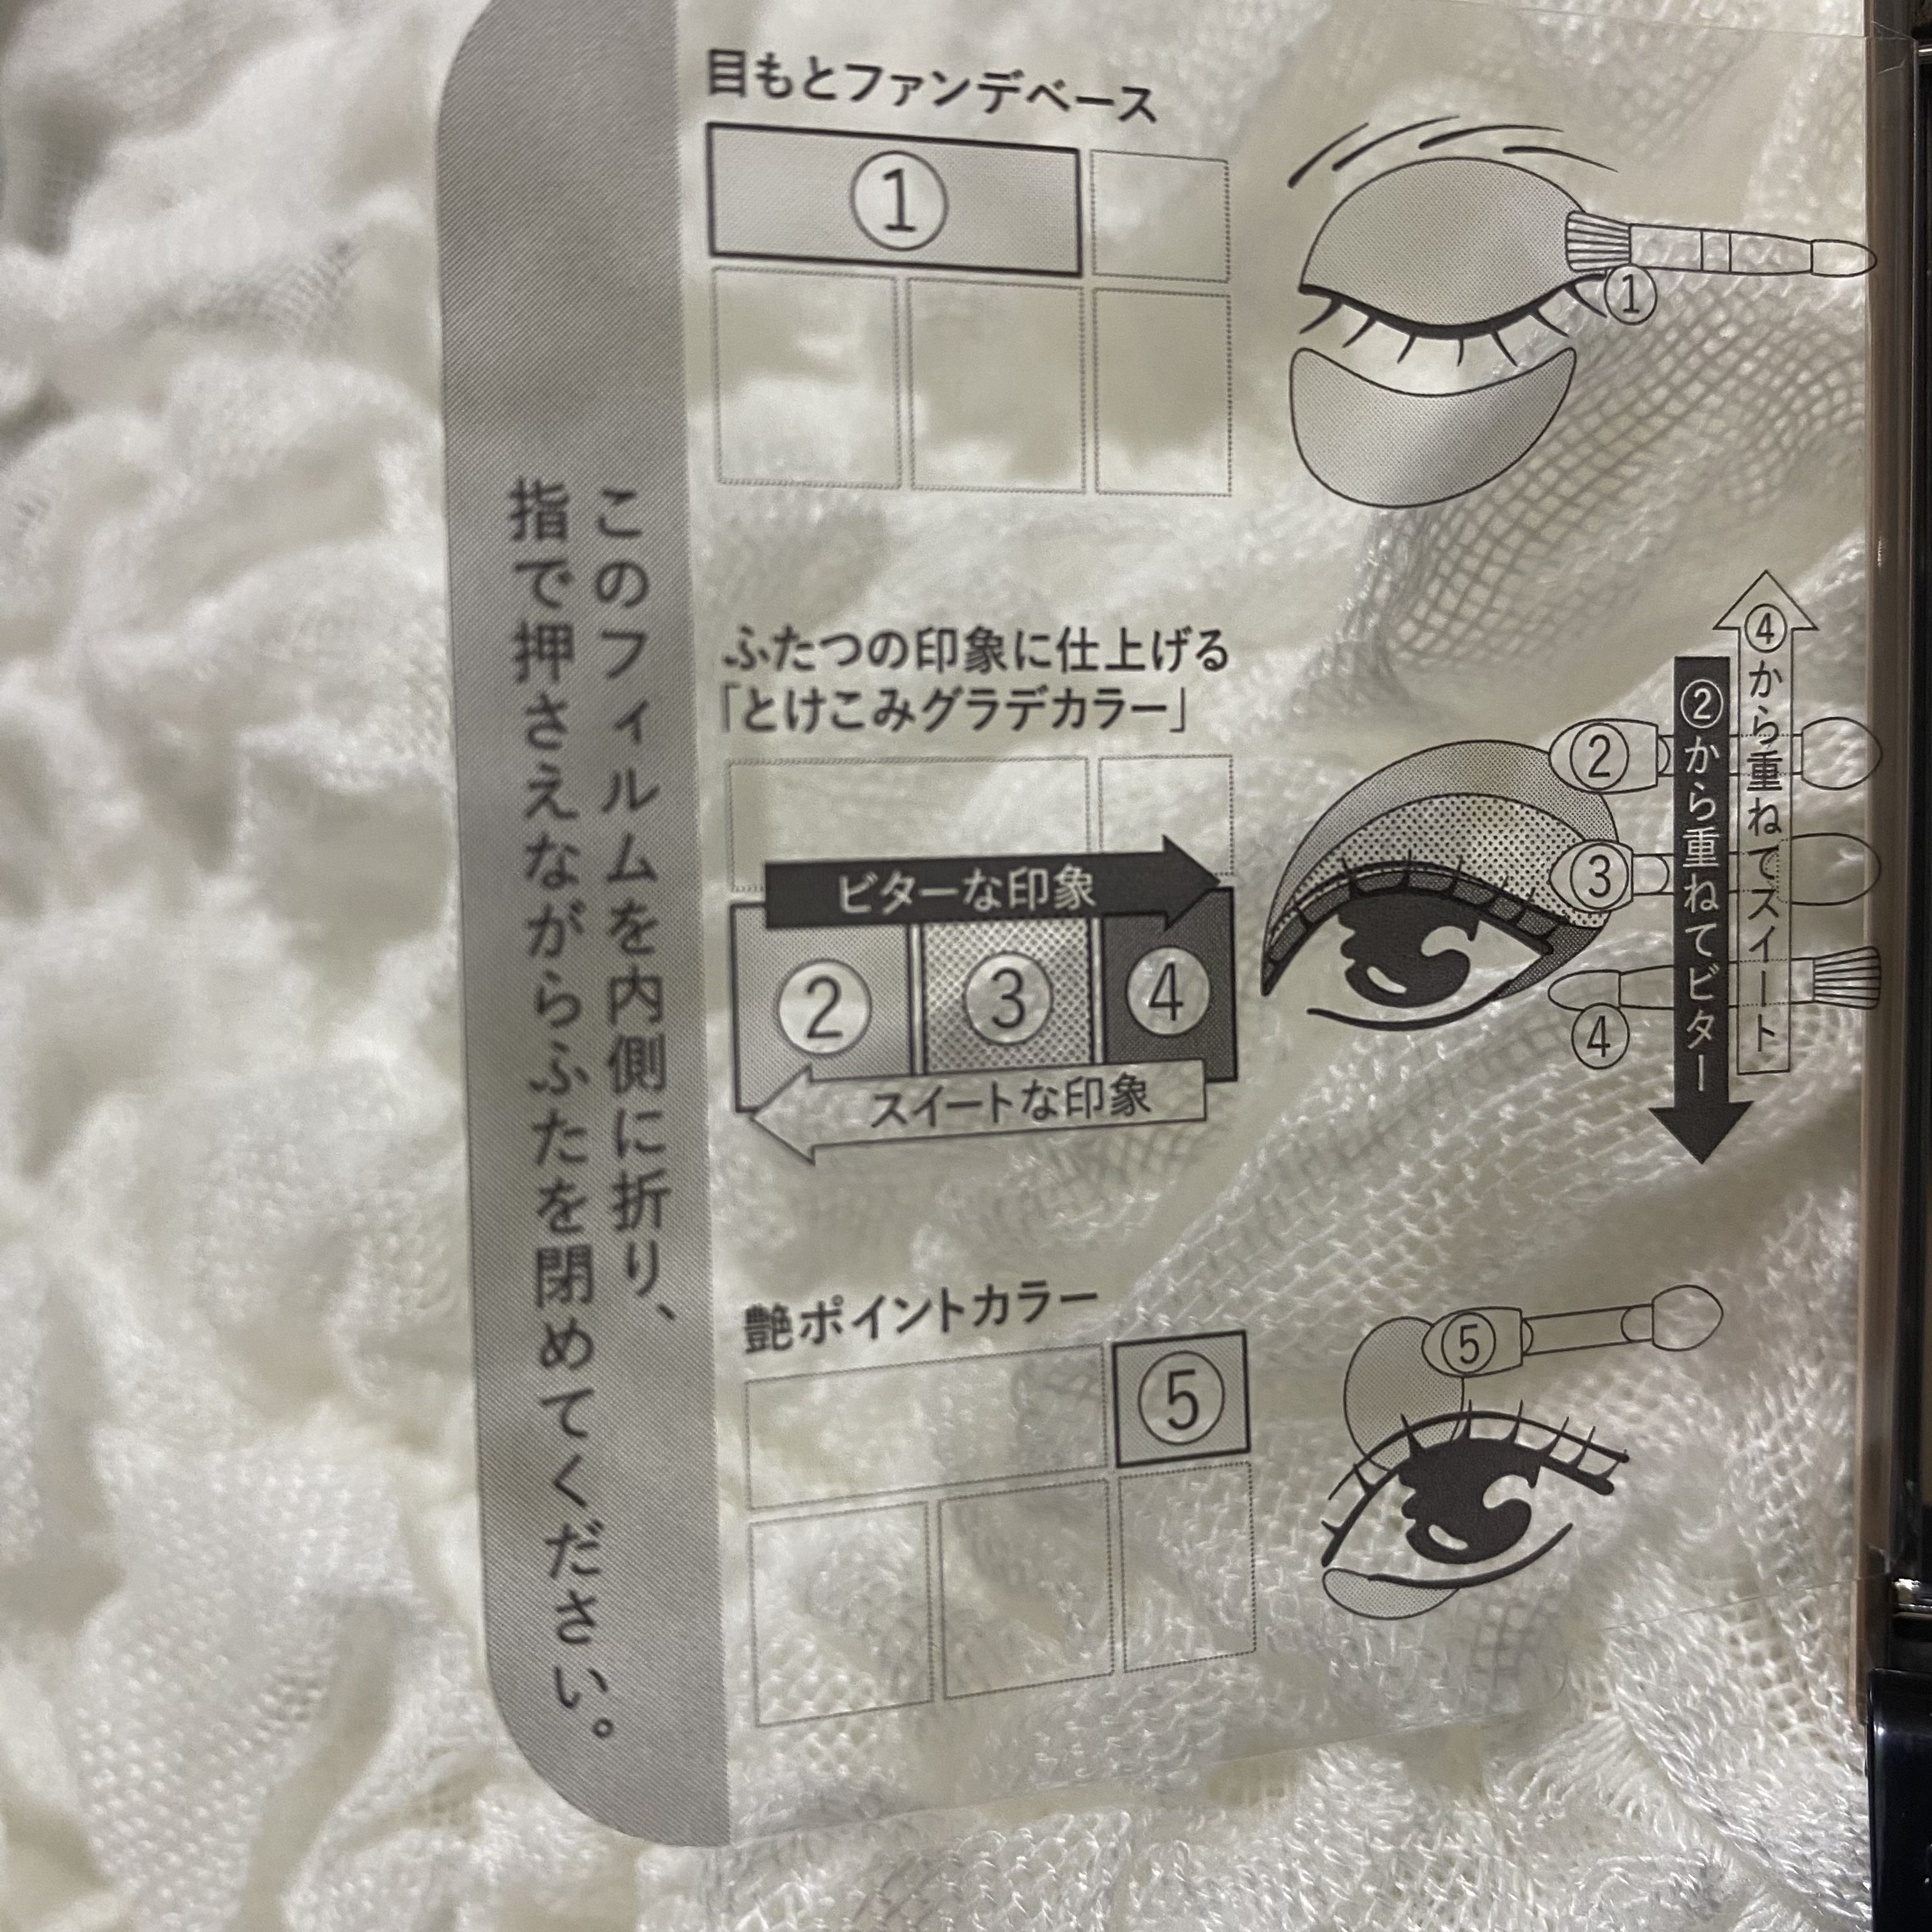 目もとファンデベース
①
①
このフィルムを内側に折り、
指で押さえながらふたを閉めてください。
ふたつの印象に仕上げる
「とけこみグラデカラー」
ビターな印象
② ③ ④
スイートな印象
②
③
④
④から重ねてスイート
②から重ねてビター
艶ポイントカラー
⑤
⑤